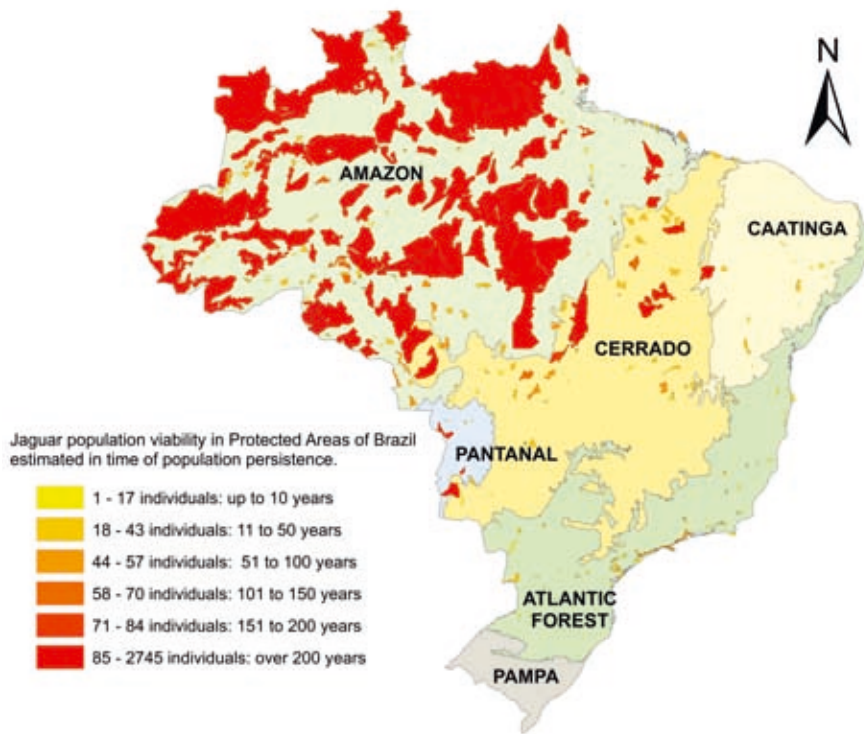 N
AMAZON
CAATINGA
CERRADO
PANTANAL
ATLANTIC
FOREST
PAMPA
Jaguar population viability in Protected Areas of Brazil
estimated in time of population persistence.
1 - 17 individuals: up to 10 years
18 - 43 individuals: 11 to 50 years
44 - 57 individuals: 51 to 100 years
58 - 70 individuals: 101 to 150 years
71 - 84 individuals: 151 to 200 years
85 - 2745 individuals: over 200 years